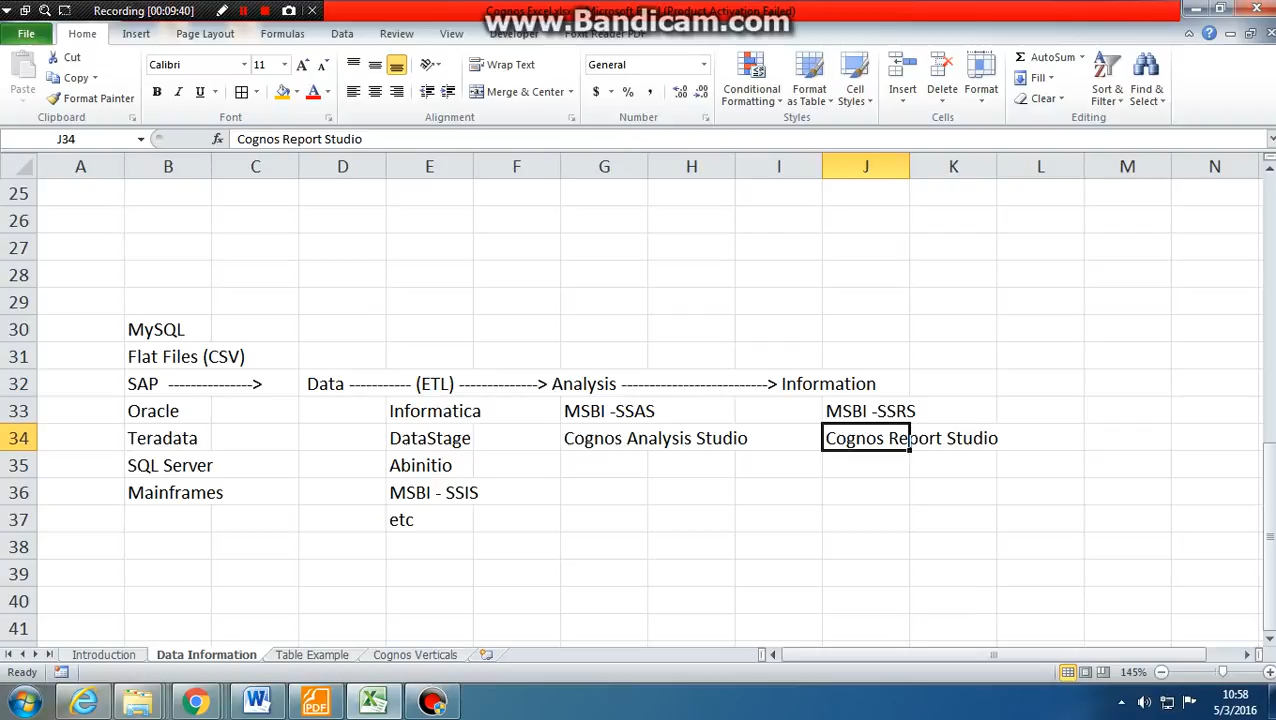 Recording [00:09:40]
Cognos Excel.xlsx - Microsoft Excel (Product Activation Failed)
www.Bandicam.com
File Home Insert Page Layout Formulas Data Review View Developer Foxit Reader PDF
Cut
Copy
Format Painter
Paste
Clipboard
Calibri 11
B I U
Font
Wrap Text
Merge & Center
Alignment
General
$ % ,
Number
Conditional Formatting
Format as Table
Cell Styles
Styles
Insert Delete Format
Cells
AutoSum
Fill
Clear
Sort & Filter
Find & Select
Editing
J34 fx Cognos Report Studio
A B C D E F G H I J K L M N
25
26
27
28
29
30 MySQL
31 Flat Files (CSV)
32 SAP ---------------> Data ----------- (ETL) --------------> Analysis --------------------------> Information
33 Oracle Informatica MSBI -SSAS MSBI -SSRS
34 Teradata DataStage Cognos Analysis Studio Cognos Report Studio
35 SQL Server Abinitio
36 Mainframes MSBI - SSIS
37 etc
38
39
40
41
Introduction Data Information Table Example Cognos Verticals
Ready 145%
10:58
5/3/2016